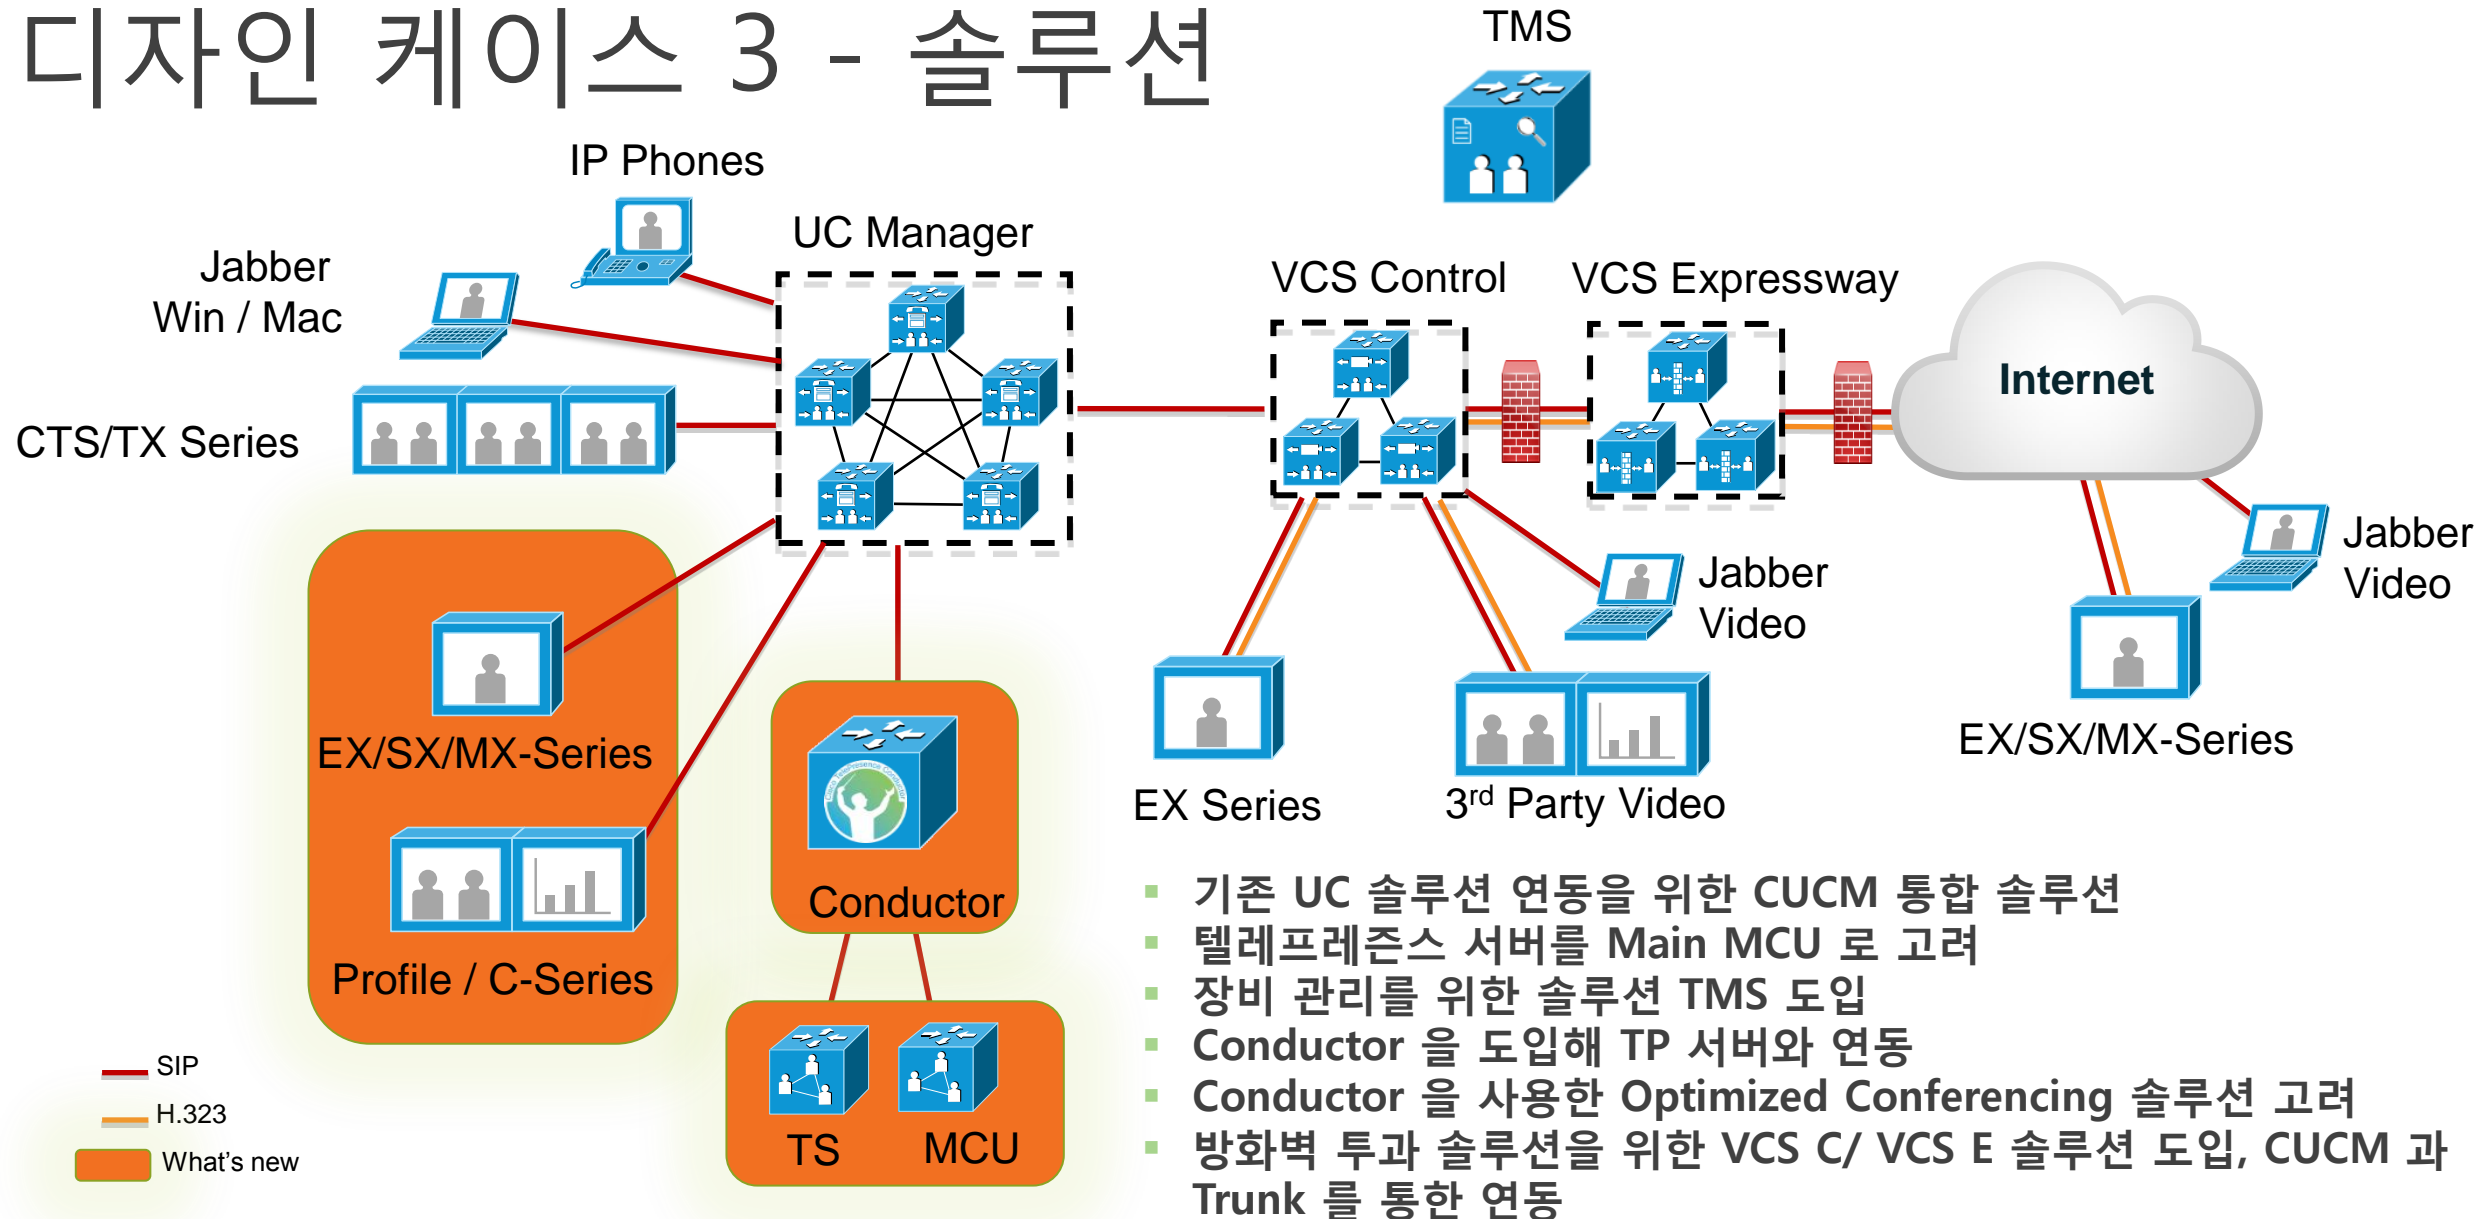 디자인 케이스 3 - 솔루션
TMS
IP Phones
UC Manager
Jabber
Win / Mac
VCS Control
VCS Expressway
Internet
CTS/TX Series
Jabber
Video
Jabber
Video
EX/SX/MX-Series
EX/SX/MX-Series
EX Series
3rd Party Video
Cisco TelePresence Conductor
Conductor
Profile / C-Series
기존 UC 솔루션 연동을 위한 CUCM 통합 솔루션
텔레프레즌스 서버를 Main MCU 로 고려
장비 관리를 위한 솔루션 TMS 도입
Conductor 을 도입해 TP 서버와 연동
Conductor 을 사용한 Optimized Conferencing 솔루션 고려
방화벽 투과 솔루션을 위한 VCS C/ VCS E 솔루션 도입, CUCM 과
Trunk 를 통한 연동
TS
MCU
SIP
H.323
What's new